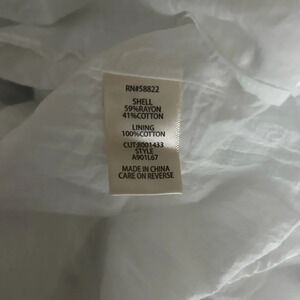 RN#58822
SHELL
59%RAYON
41%COTTON
LINING
100%COTTON
CUT:R001433
STYLE
A901L67
MADE IN CHINA
CARE ON REVERSE